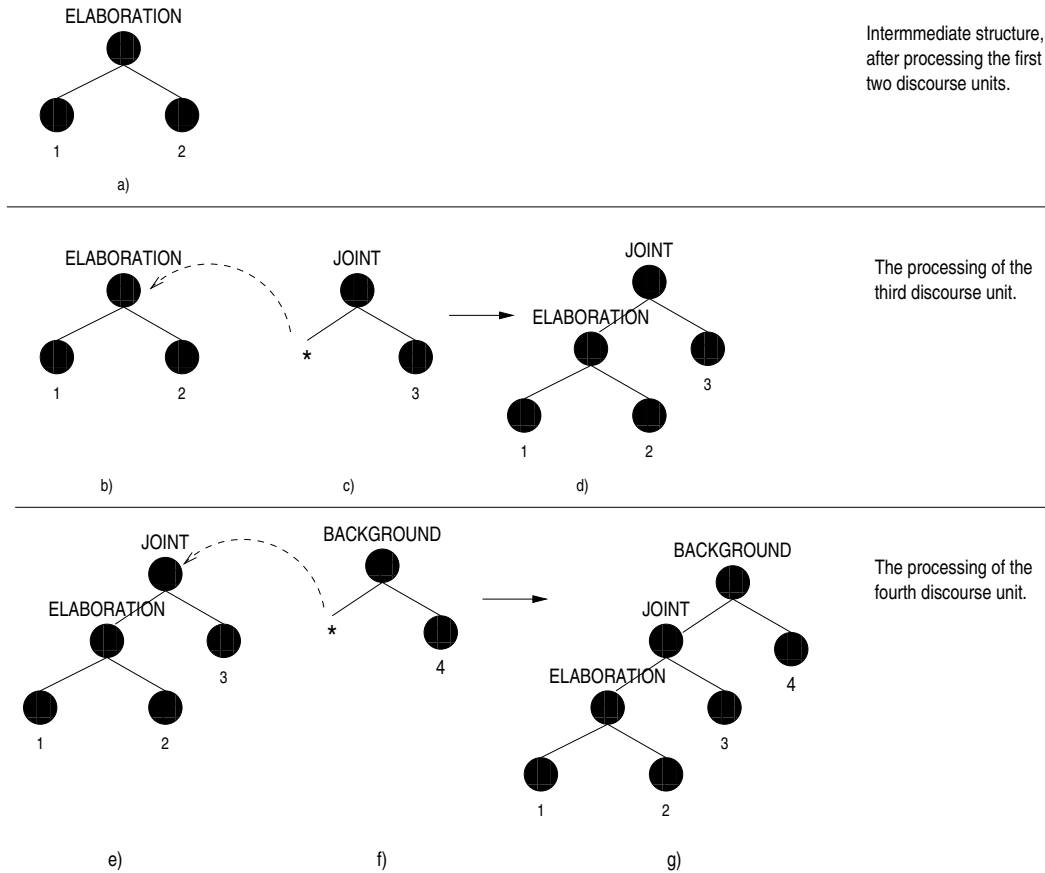 ELABORATION
Intermmediate structure,
after processing the first
two discourse units.
1 2
a)
ELABORATION JOINT JOINT
The processing of the
third discourse unit.
ELABORATION
*
1 2 3 3
1 2
b) c) d)
JOINT BACKGROUND BACKGROUND
The processing of the
fourth discourse unit.
ELABORATION JOINT
*
3 4 4
ELABORATION
1 2 3
1 2
e) f) g)